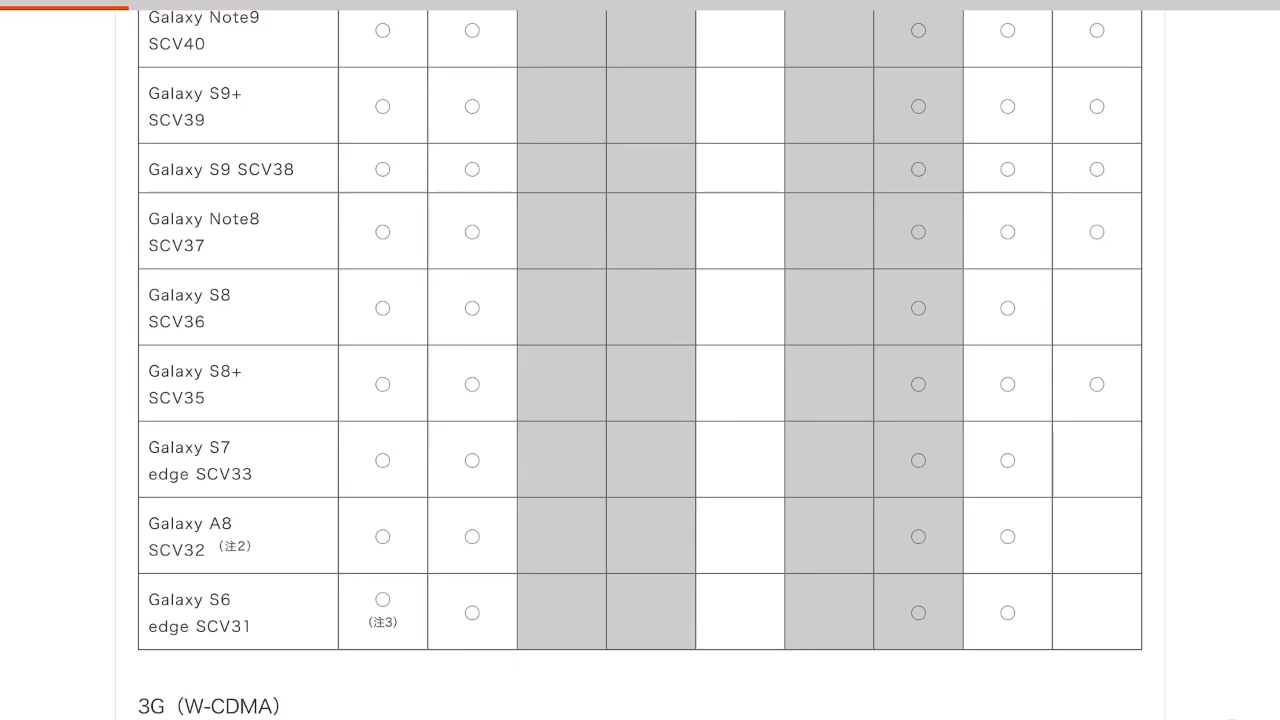 Galaxy Note9
SCV40
○ ○ ○ ○ ○
Galaxy S9+
SCV39
○ ○ ○ ○ ○
Galaxy S9 SCV38
○ ○ ○ ○ ○
Galaxy Note8
SCV37
○ ○ ○ ○ ○
Galaxy S8
SCV36
○ ○ ○ ○
Galaxy S8+
SCV35
○ ○ ○ ○ ○
Galaxy S7
edge SCV33
○ ○ ○ ○
Galaxy A8
SCV32 （注2）
○ ○ ○ ○
Galaxy S6
edge SCV31
○ ○ ○ ○
（注3）
3G（W-CDMA）